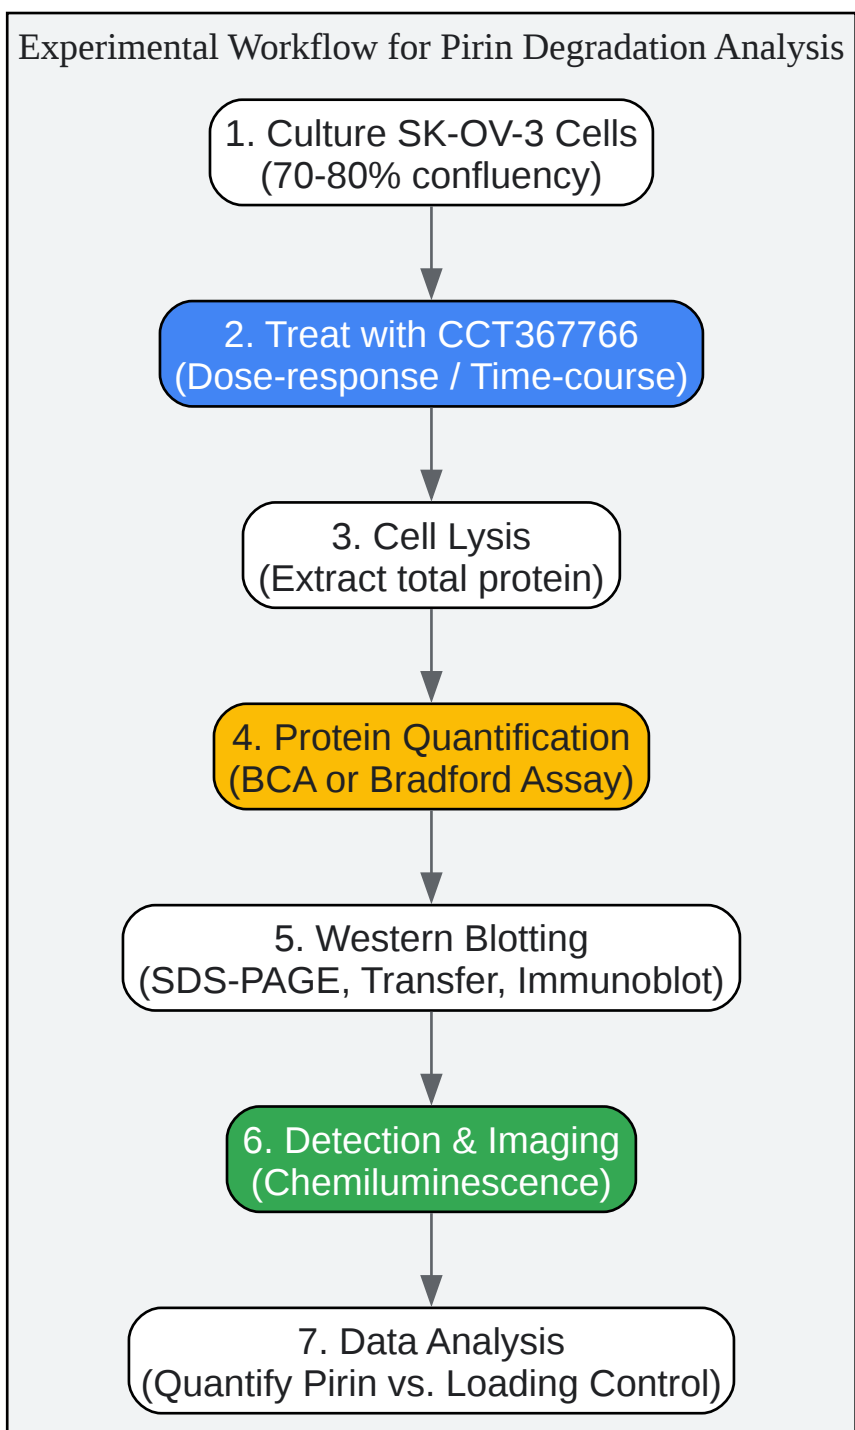 Experimental Workflow for Pirin Degradation Analysis
1. Culture SK-OV-3 Cells
(70-80% confluency)
2. Treat with CCT367766
(Dose-response / Time-course)
3. Cell Lysis
(Extract total protein)
4. Protein Quantification
(BCA or Bradford Assay)
5. Western Blotting
(SDS-PAGE, Transfer, Immunoblot)
6. Detection & Imaging
(Chemiluminescence)
7. Data Analysis
(Quantify Pirin vs. Loading Control)